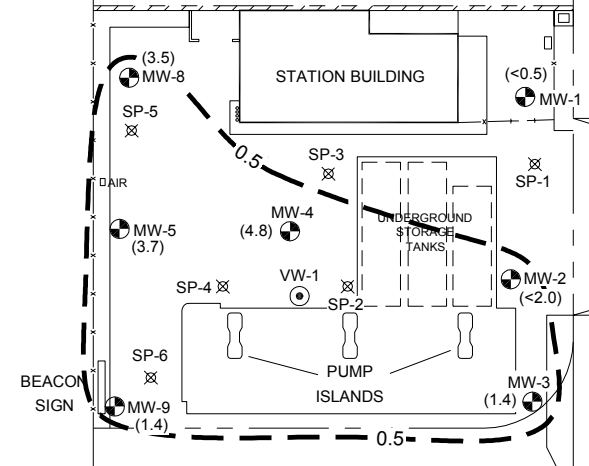 (3.5)
MW-8
STATION BUILDING
(<0.5)
MW-1
SP-5
0.5
SP-3
SP-1
AIR
MW-5
(3.7)
MW-4
(4.8)
UNDERGROUND
STORAGE
TANKS
SP-4
VW-1
SP-2
MW-2
(<2.0)
SP-6
PUMP
ISLANDS
BEACON
SIGN
MW-9
(1.4)
MW-3
(1.4)
0.5